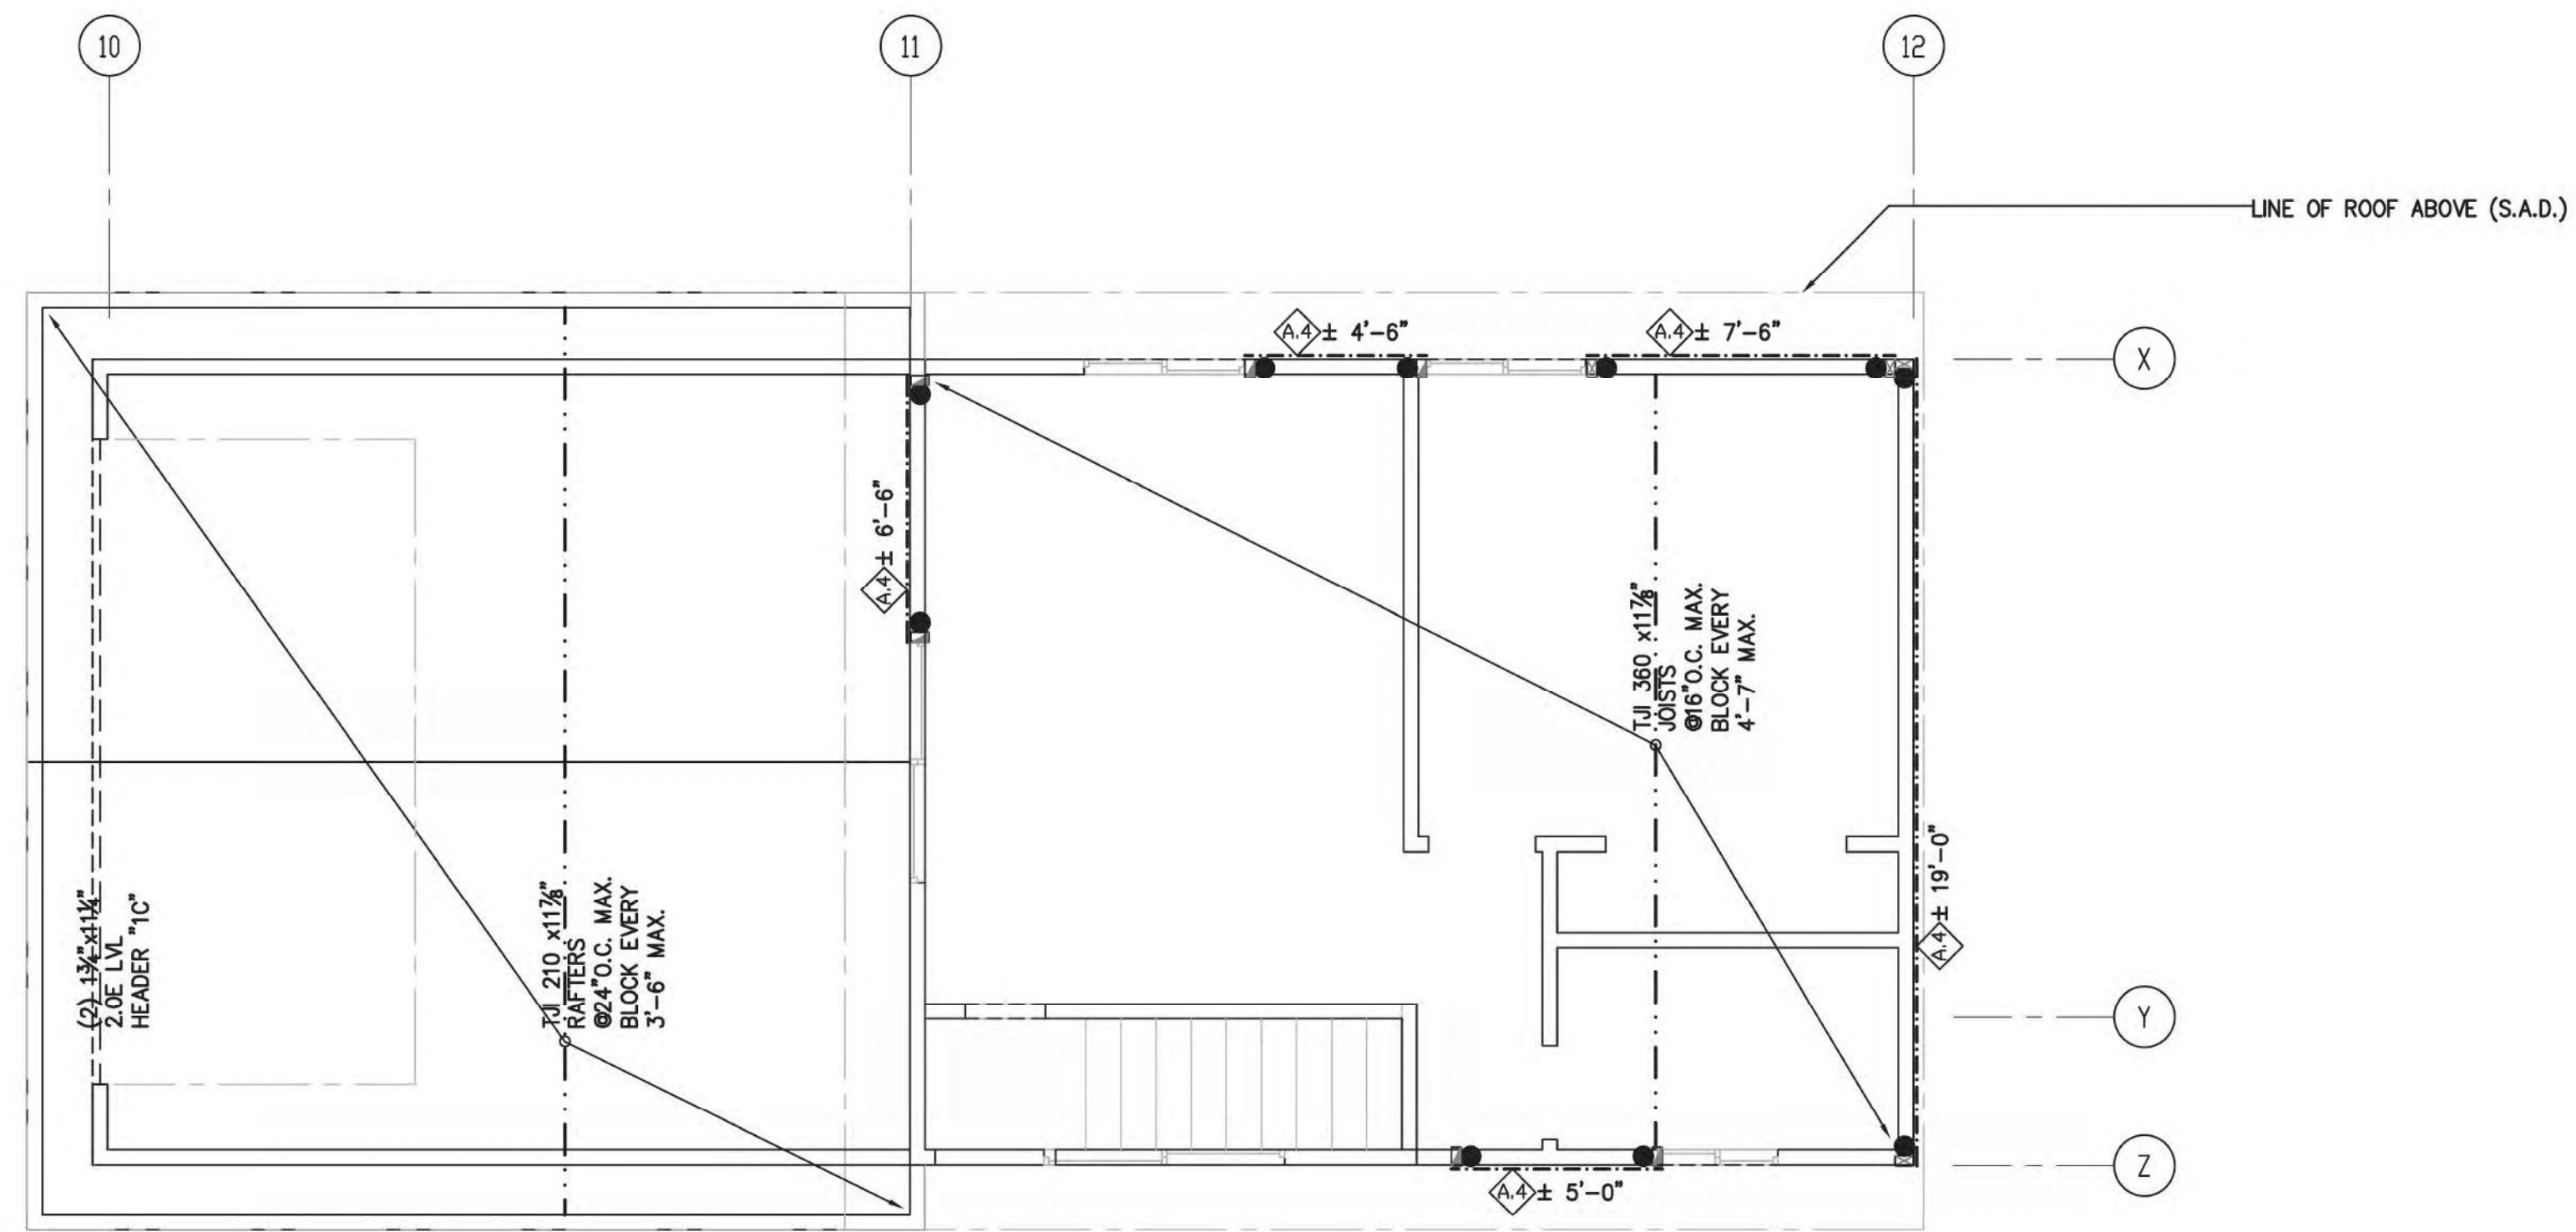 10
11
12
LINE OF ROOF ABOVE (S.A.D.)
A.4 ± 4'-6"
A.4 ± 7'-6"
X
A.4 ± 6'-6"
TJI 360 x11⅞"
JOISTS
@16"O.C. MAX.
BLOCK EVERY
4'-7" MAX.
A.4 ± 19'-0"
(2) 1¾"x11¼"
2.0E LVL
HEADER "1C"
TJI 210 x11⅞"
RAFTERS
@24"O.C. MAX.
BLOCK EVERY
3'-6" MAX.
Y
Z
A.4 ± 5'-0"